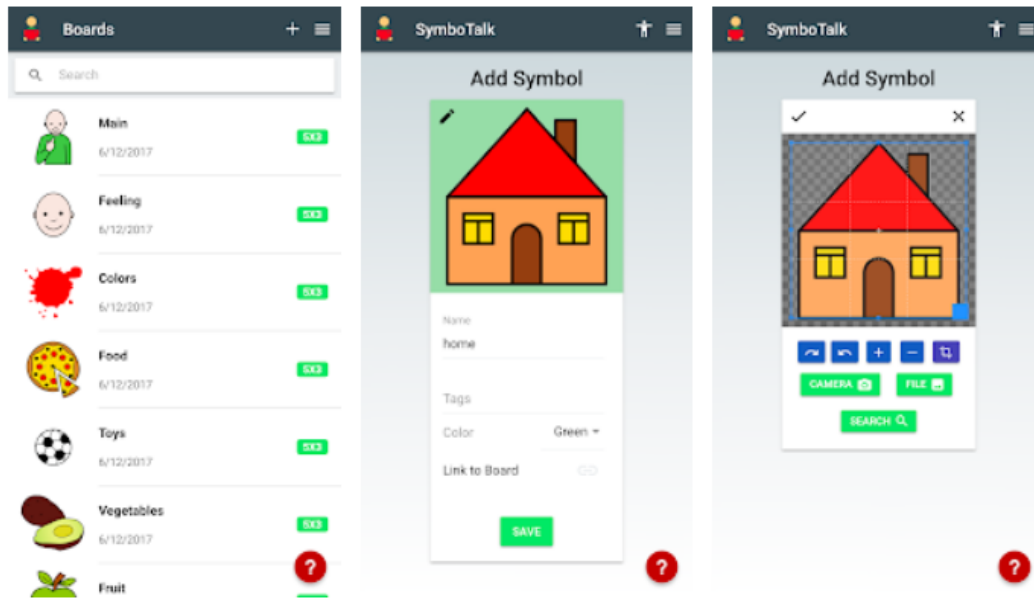 Boards
Search
Main
6/12/2017
5X3
Feeling
6/12/2017
5X3
Colors
6/12/2017
5X3
Food
6/12/2017
5X3
Toys
6/12/2017
5X3
Vegetables
6/12/2017
5X3
Fruit
?
SymboTalk
Add Symbol
Name
home
Tags
Color Green
Link to Board
SAVE
?
SymboTalk
Add Symbol
CAMERA FILE
SEARCH
?